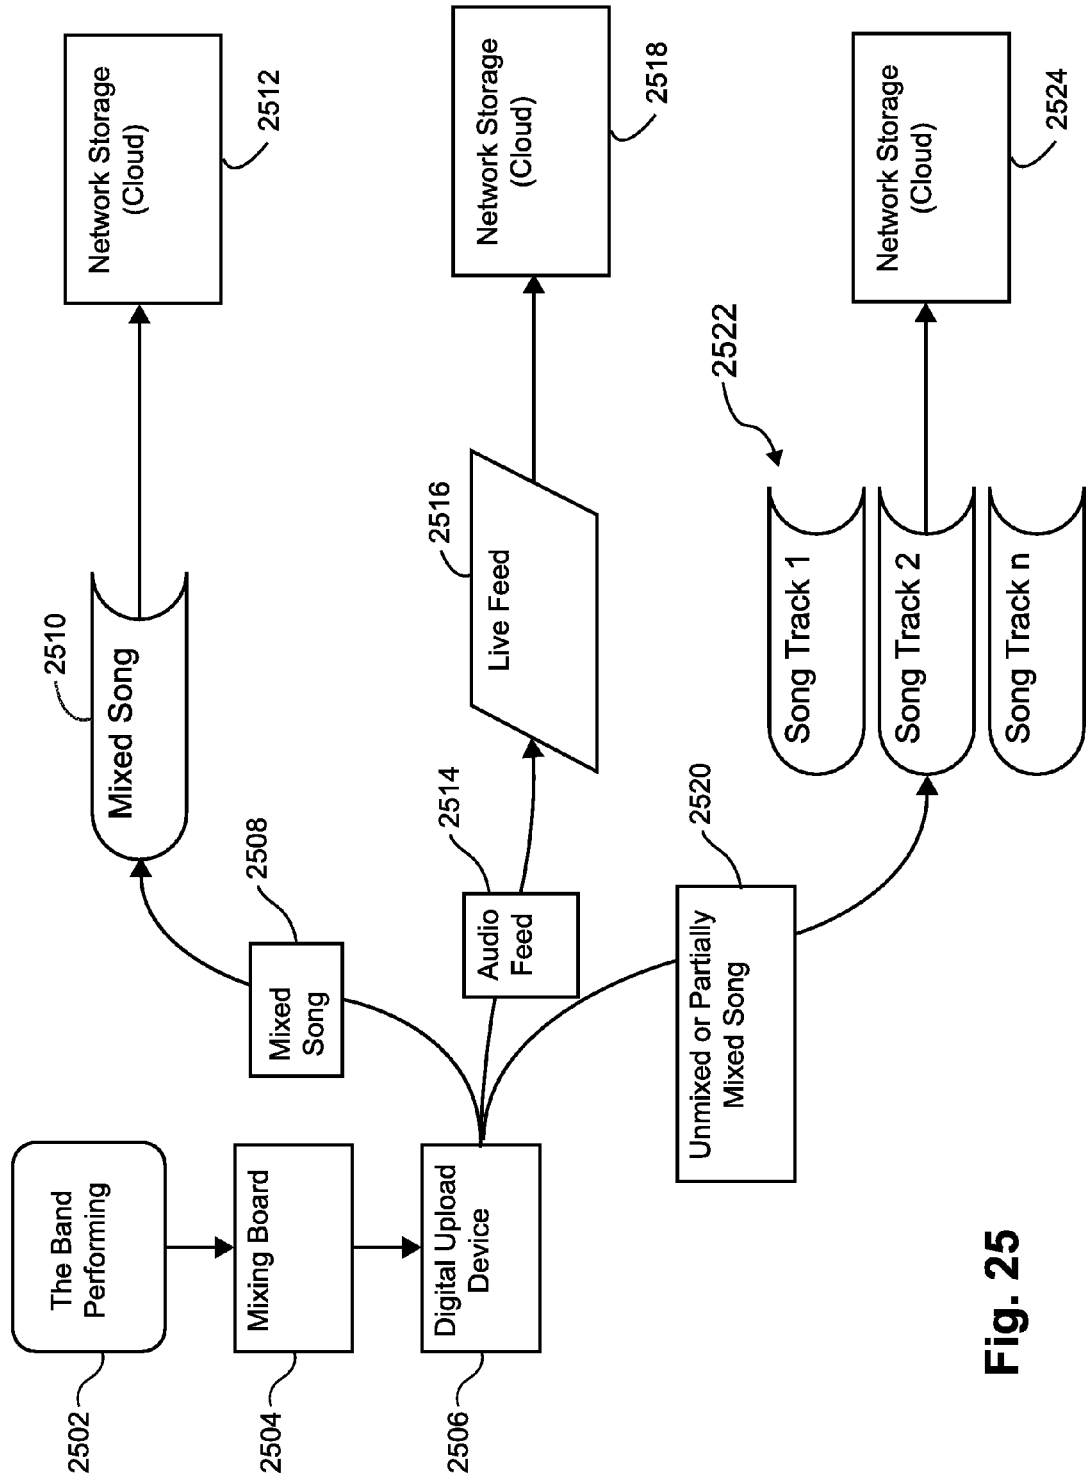 The Band
Performing
2502
Mixing Board
2504
Digital Upload
Device
2506
Mixed
Song
2508
Mixed Song
2510
Network Storage
(Cloud)
2512
Audio
Feed
2514
Live Feed
2516
Network Storage
(Cloud)
2518
Unmixed or Partially
Mixed Song
2520
Song Track 1
Song Track 2
Song Track n
2522
Network Storage
(Cloud)
2524
Fig. 25